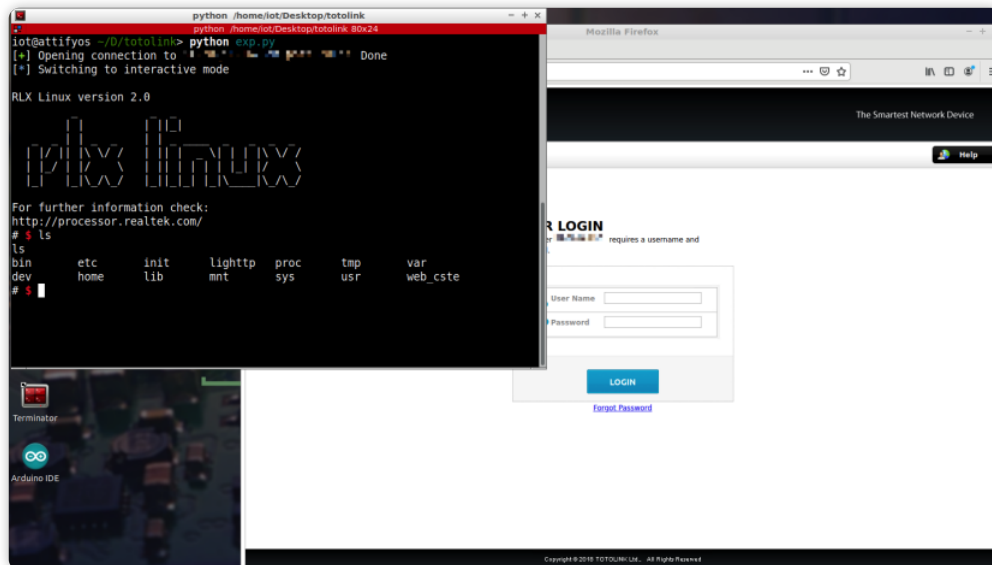 python /home/iot/Desktop/totolink
python /home/iot/Desktop/totolink 80x24
iot@attifyos ~/D/totolink> python exp.py
[+] Opening connection to Done
[*] Switching to interactive mode
RLX Linux version 2.0
rlx linux
For further information check:
http://processor.realtek.com/
# $ ls
ls
bin etc init lighttp proc tmp var
dev home lib mnt sys usr web_cste
# $
Terminator
Arduino IDE
Mozilla Firefox
The Smartest Network Device
Help
R LOGIN
requires a username and
User Name
Password
LOGIN
Forgot Password
Copyright © 2016 TOTOLINK Ltd., All Rights Reserved